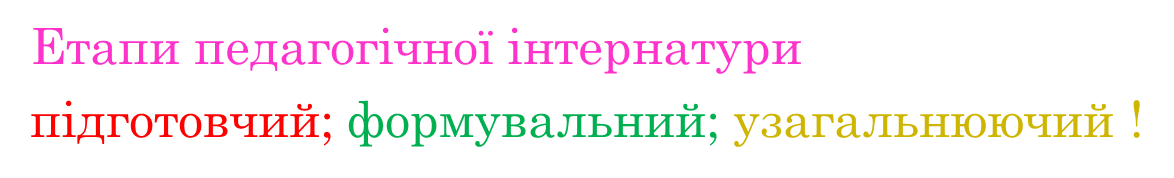 Етапи педагогічної інтернатури
підготовчий; формувальний; узагальнюючий !